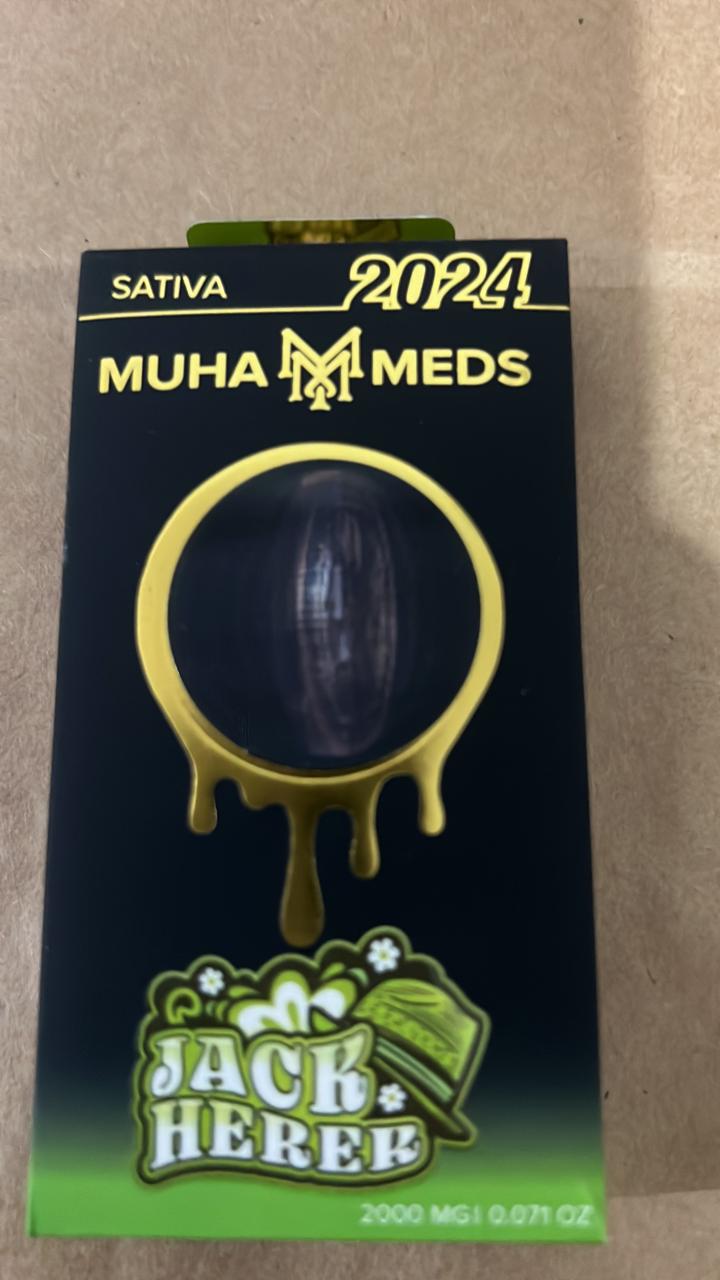 SATIVA 2024
MUHA MEDS
JACK
HERER
2000 MG | 0.071 OZ